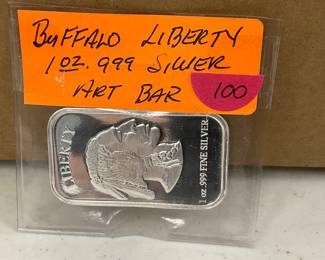 BUFFALO LIBERTY
1 OZ. .999 SILVER
ART BAR
100
LIBERTY
1 oz .999 FINE SILVER